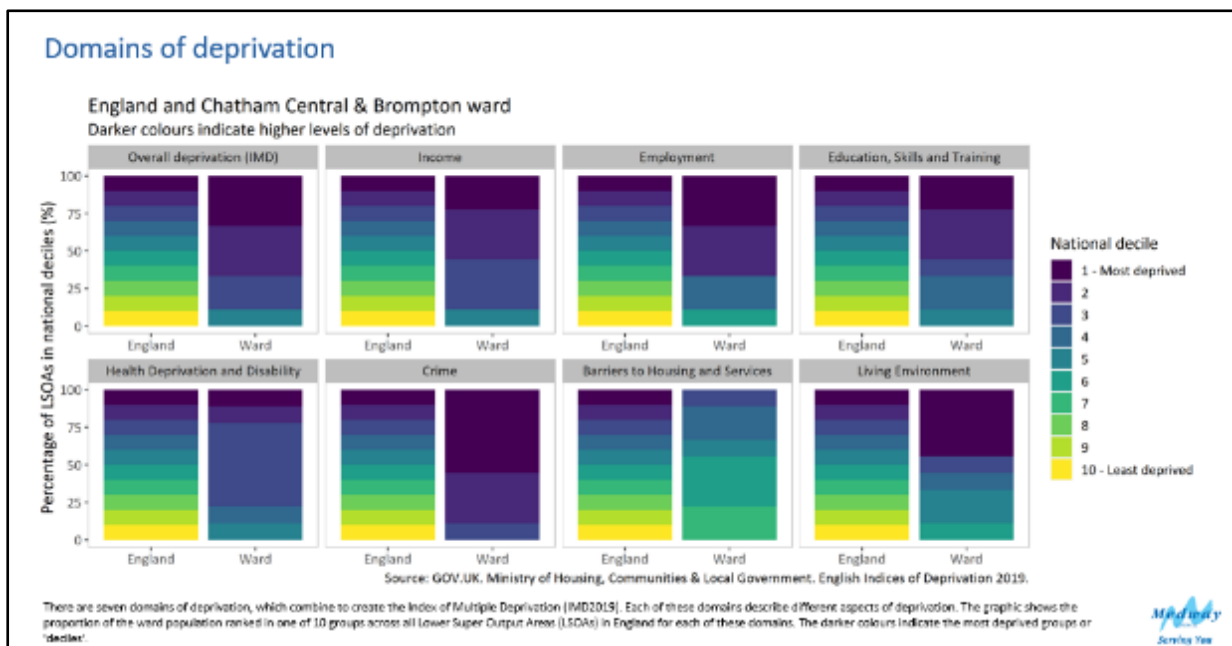 Domains of deprivation
England and Chatham Central & Brompton ward
Darker colours indicate higher levels of deprivation
Overall deprivation (IMD)
Income
Employment
Education, Skills and Training
Percentage of LSOAs in national deciles (%)
100
75
50
25
0
England
Ward
England
Ward
England
Ward
England
Ward
Health Deprivation and Disability
Crime
Barriers to Housing and Services
Living Environment
100
75
50
25
0
England
Ward
England
Ward
England
Ward
England
Ward
National decile
1 - Most deprived
2
3
4
5
6
7
8
9
10 - Least deprived
Source: GOV.UK. Ministry of Housing, Communities & Local Government. English Indices of Deprivation 2019.
There are seven domains of deprivation, which combine to create the Index of Multiple Deprivation (IMD2019). Each of these domains describe different aspects of deprivation. The graphic shows the
proportion of the ward population ranked in one of 10 groups across all Lower Super Output Areas (LSOAs) in England for each of these domains. The darker colours indicate the most deprived groups or
'deciles'.
Medway
Serving You